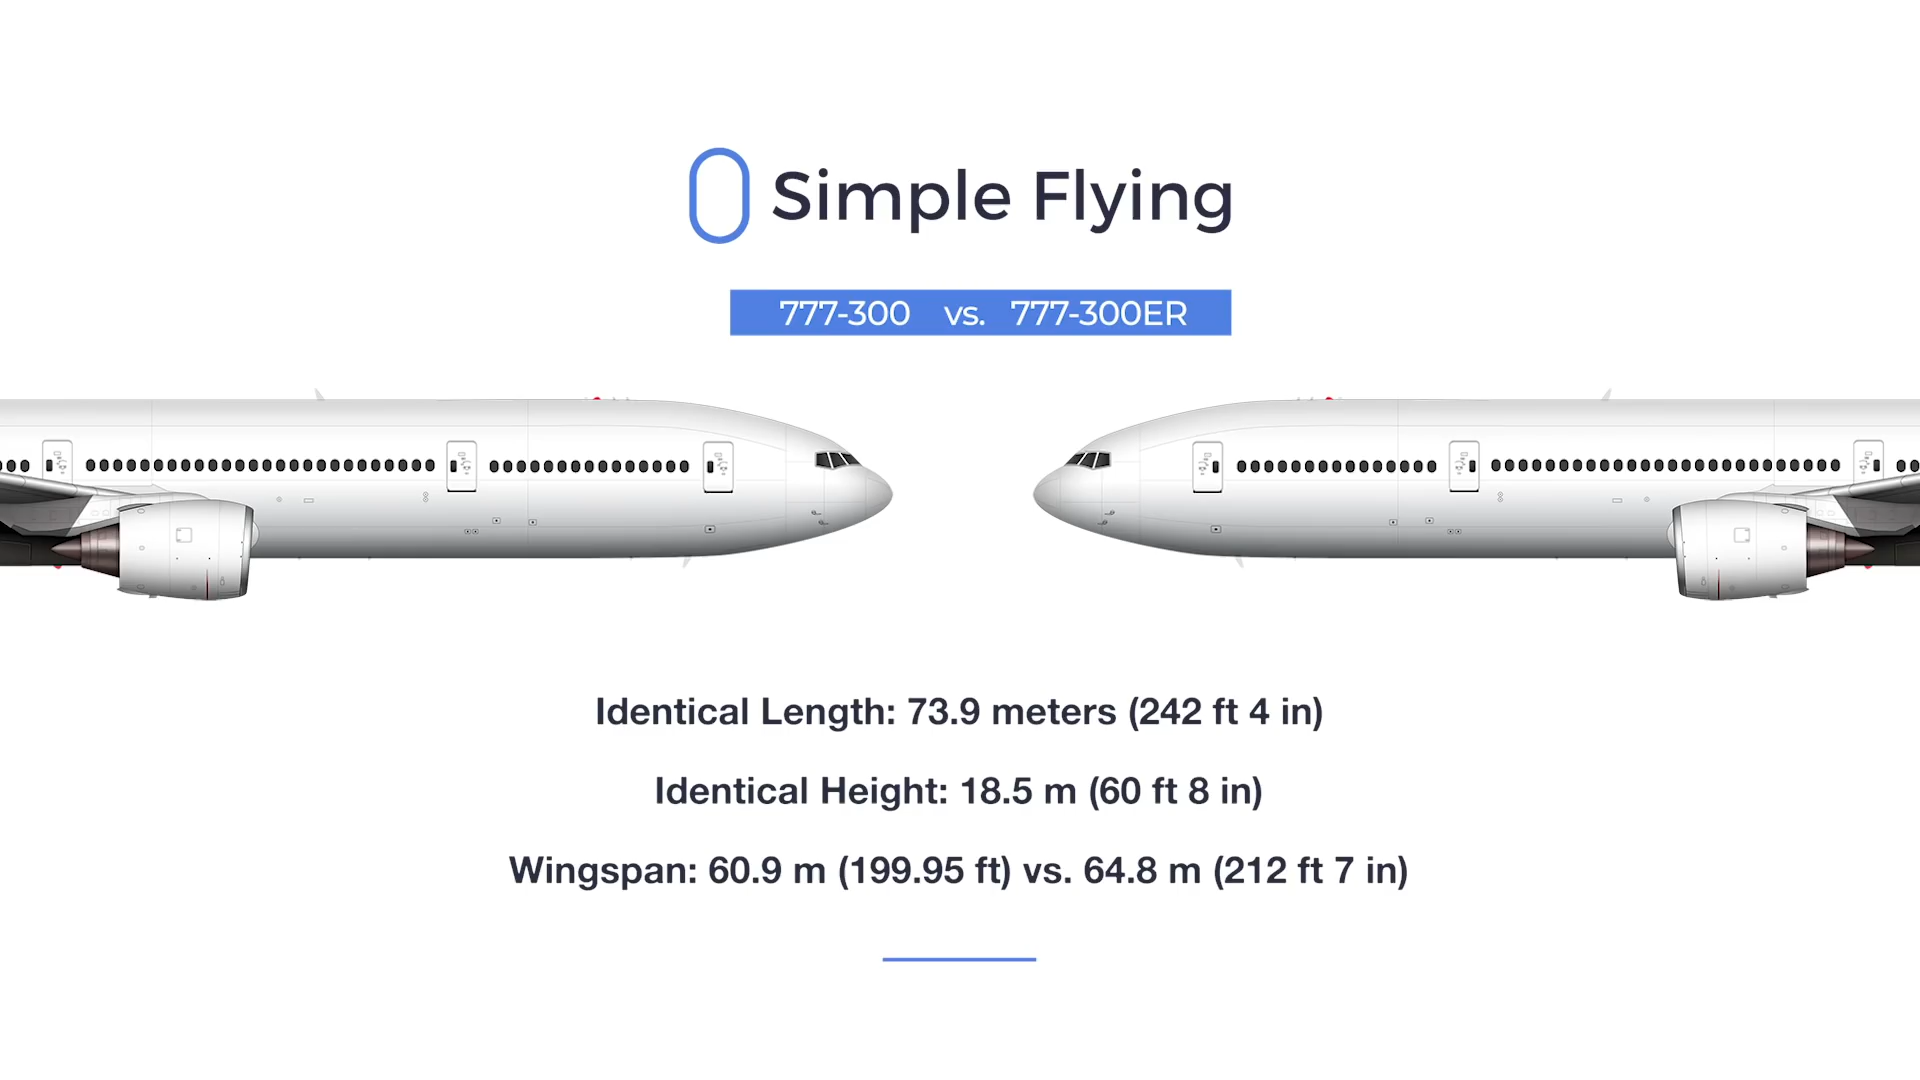 Simple Flying
777-300 vs. 777-300ER
Identical Length: 73.9 meters (242 ft 4 in)
Identical Height: 18.5 m (60 ft 8 in)
Wingspan: 60.9 m (199.95 ft) vs. 64.8 m (212 ft 7 in)